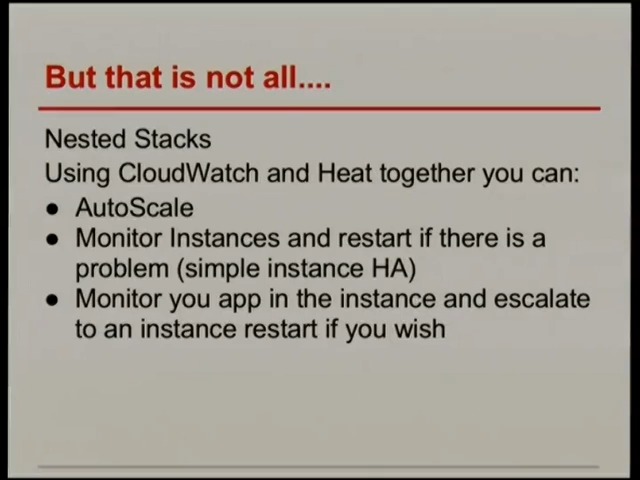 But that is not all....
Nested Stacks
Using CloudWatch and Heat together you can:
● AutoScale
● Monitor Instances and restart if there is a
problem (simple instance HA)
● Monitor you app in the instance and escalate
to an instance restart if you wish